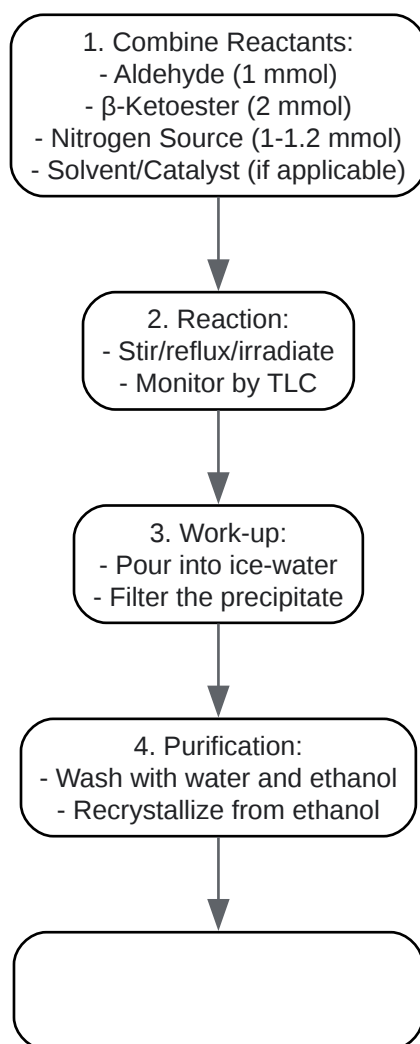 1. Combine Reactants:
- Aldehyde (1 mmol)
- β-Ketoester (2 mmol)
- Nitrogen Source (1-1.2 mmol)
- Solvent/Catalyst (if applicable)
2. Reaction:
- Stir/reflux/irradiate
- Monitor by TLC
3. Work-up:
- Pour into ice-water
- Filter the precipitate
4. Purification:
- Wash with water and ethanol
- Recrystallize from ethanol